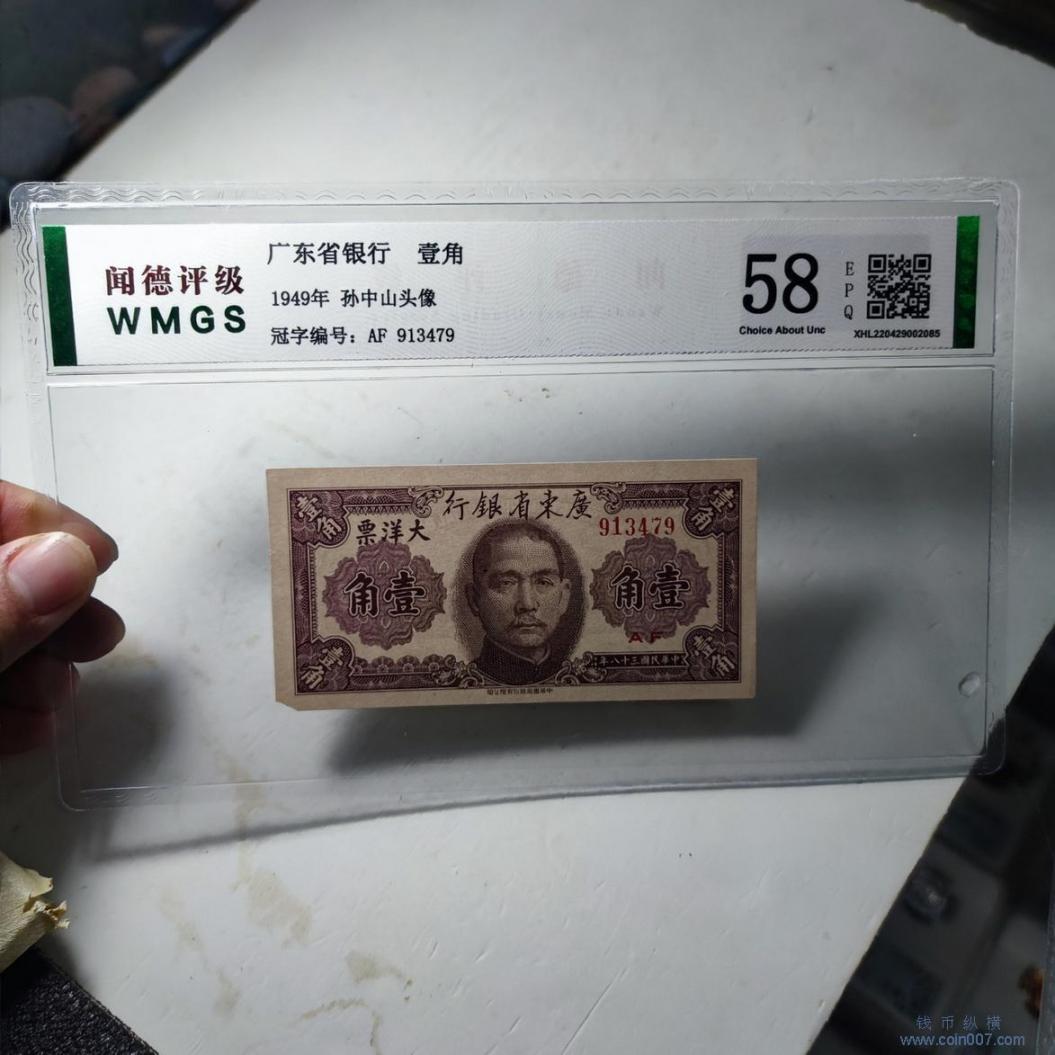 闻德评级
WMGS
广东省银行 壹角
1949年 孙中山头像
冠字编号：AF 913479
58
EPQ
Choice About Unc
XHL220429002085
壹角
行銀省東廣
壹角
票洋大
913479
角壹
角壹
AF
壹角
年八十三國民華中
壹角
钱币纵横
www.coin007.com